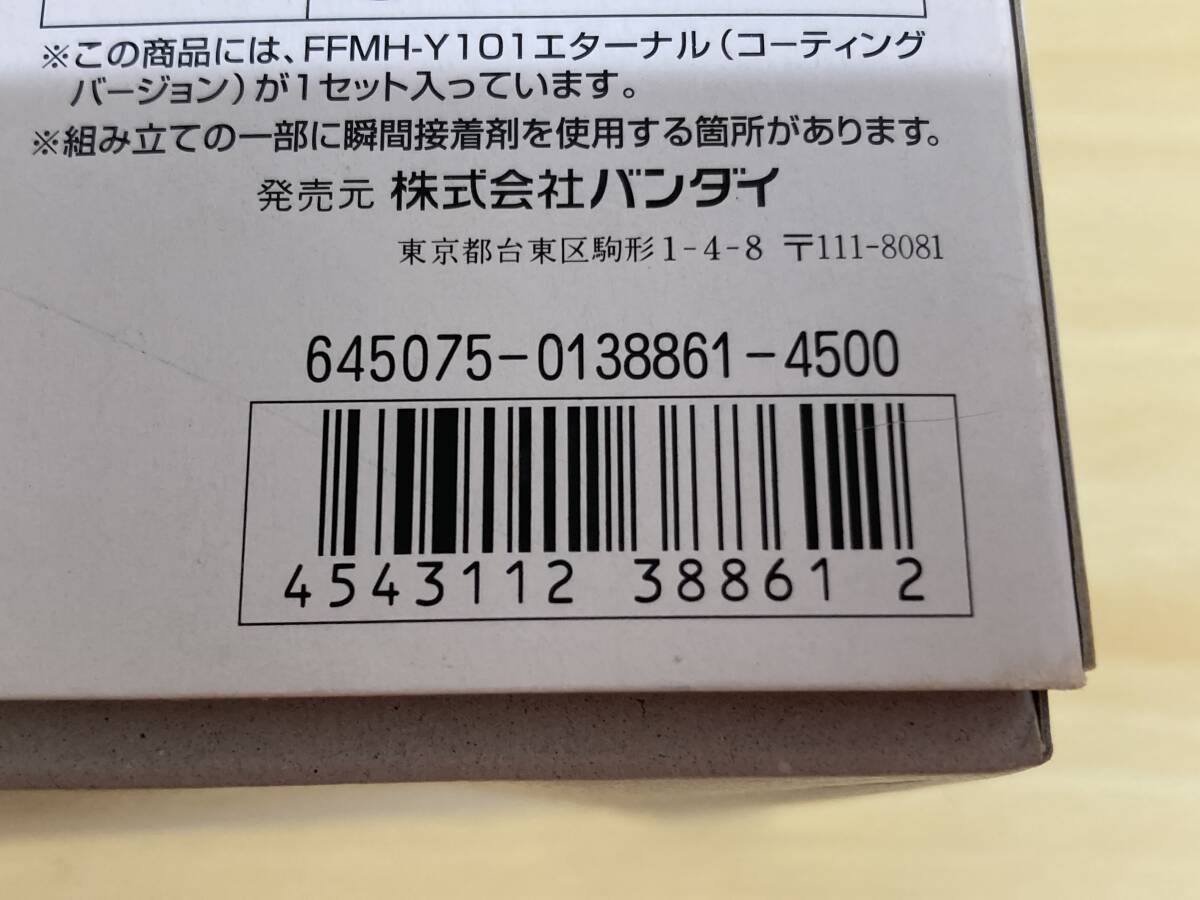 ※この商品には、FFMH-Y101エターナル（コーティング
バージョン）が1セット入っています。
※組み立ての一部に瞬間接着剤を使用する箇所があります。
発売元 株式会社バンダイ
東京都台東区駒形1-4-8 〒111-8081
645075-0138861-4500
4543112 38861 2